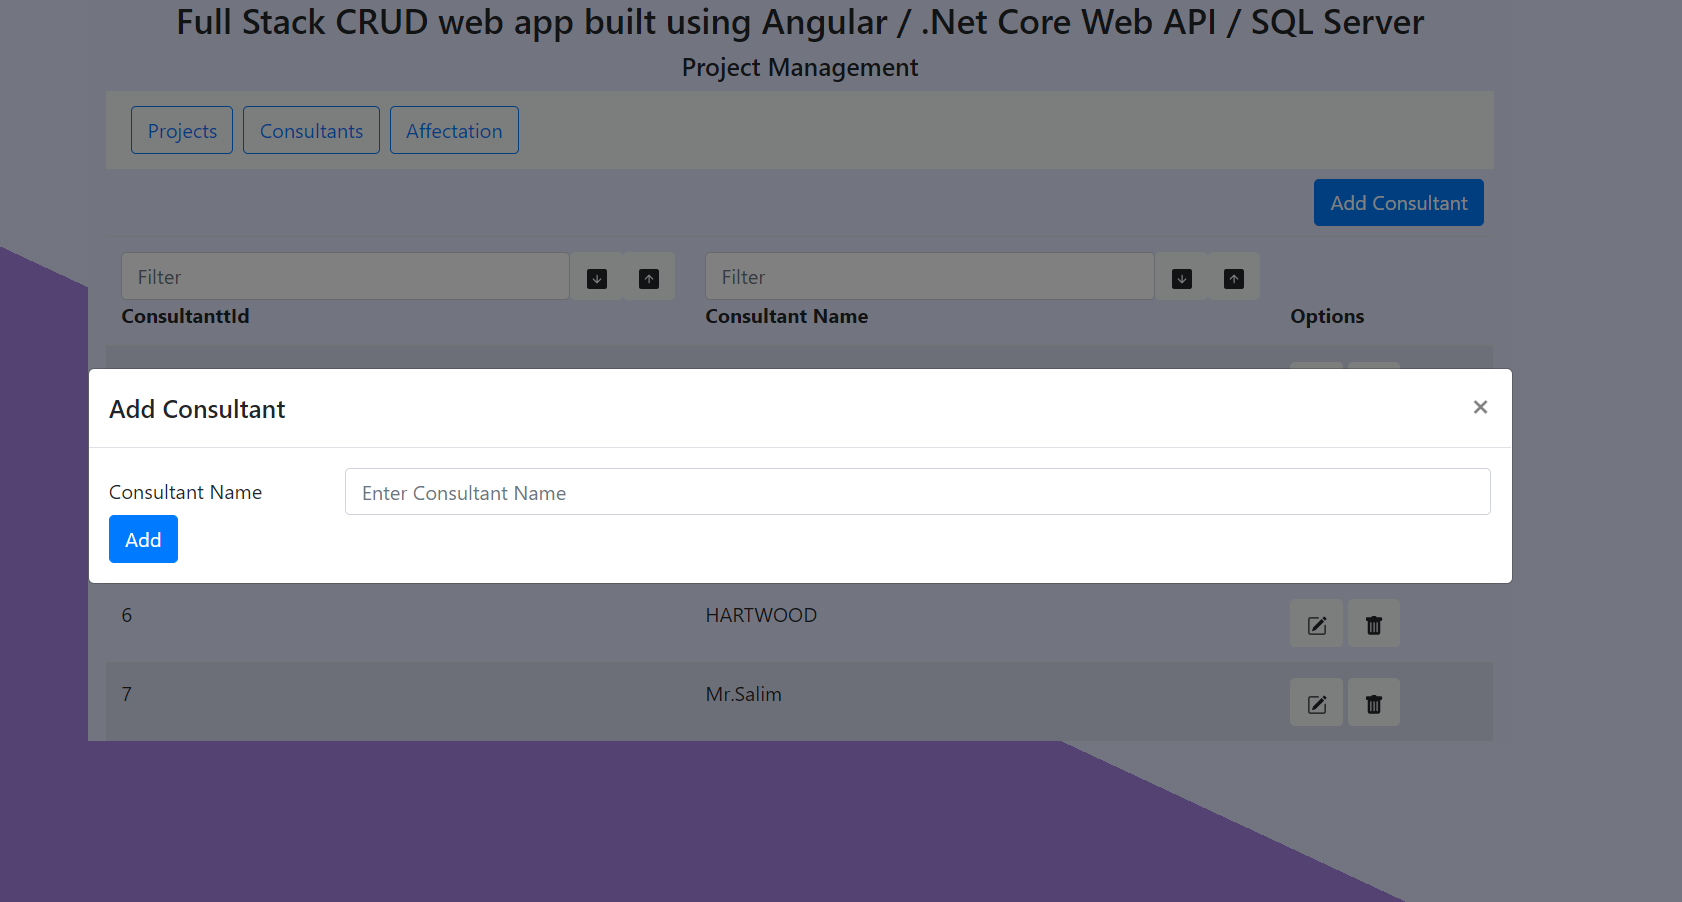 Full Stack CRUD web app built using Angular / .Net Core Web API / SQL Server
Project Management
Projects Consultants Affectation
Add Consultant
Filter Filter
ConsultanttId Consultant Name Options
Add Consultant ×
Consultant Name Enter Consultant Name
Add
6 HARTWOOD
7 Mr.Salim